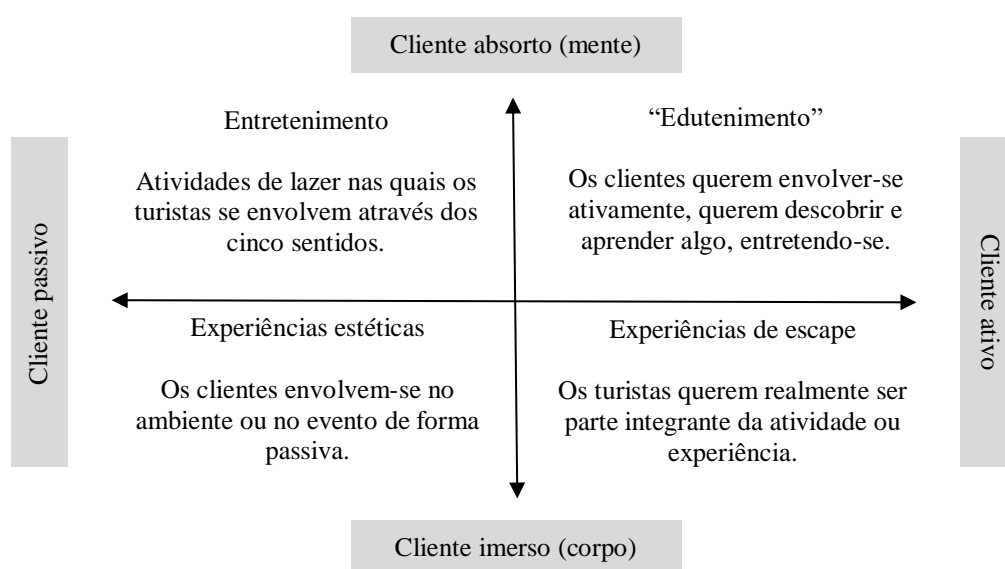 Cliente absorto (mente)
Entretenimento
Atividades de lazer nas quais os
turistas se envolvem através dos
cinco sentidos.
“Edutenimento”
Os clientes querem envolver-se
ativamente, querem descobrir e
aprender algo, entretendo-se.
Cliente passivo
Cliente ativo
Experiências estéticas
Os clientes envolvem-se no
ambiente ou no evento de forma
passiva.
Experiências de escape
Os turistas querem realmente ser
parte integrante da atividade ou
experiência.
Cliente imerso (corpo)